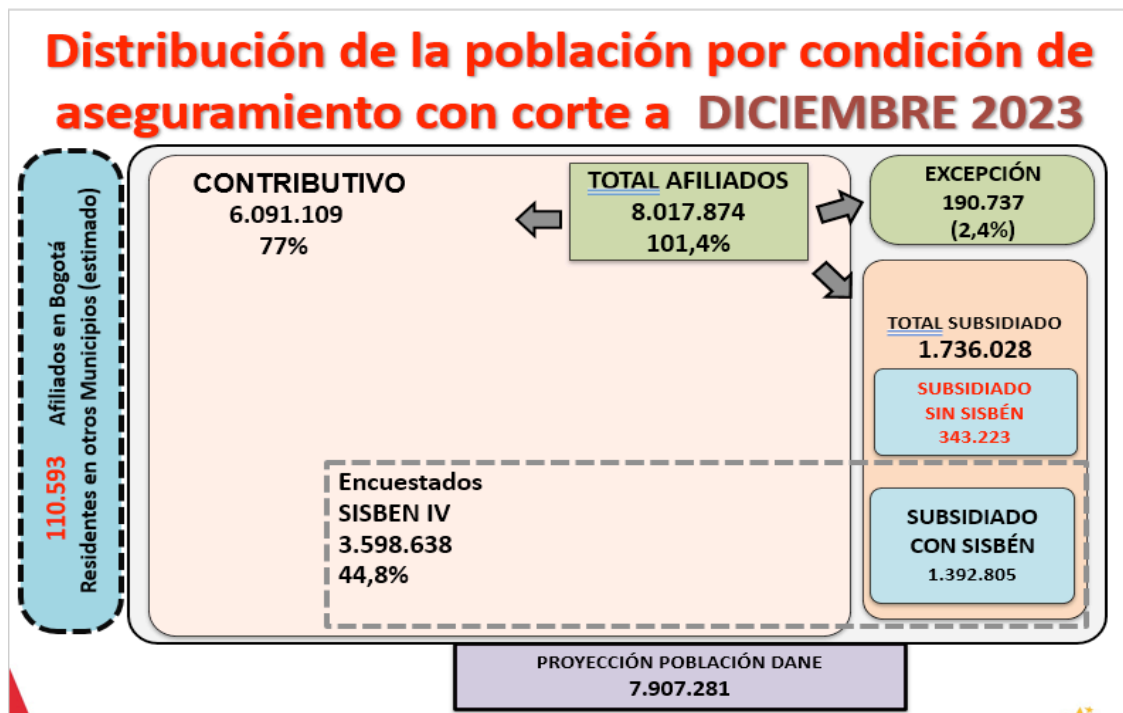 Distribución de la población por condición de
aseguramiento con corte a DICIEMBRE 2023
110.593 Afiliados en Bogotá
Residentes en otros Municipios (estimado)
CONTRIBUTIVO
6.091.109
77%
TOTAL AFILIADOS
8.017.874
101,4%
EXCEPCIÓN
190.737
(2,4%)
TOTAL SUBSIDIADO
1.736.028
SUBSIDIADO
SIN SISBÉN
343.223
Encuestados
SISBEN IV
3.598.638
44,8%
SUBSIDIADO
CON SISBÉN
1.392.805
PROYECCIÓN POBLACIÓN DANE
7.907.281